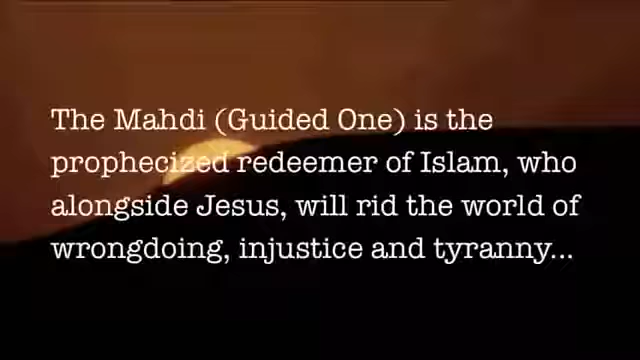 The Mahdi (Guided One) is the
prophecized redeemer of Islam, who
alongside Jesus, will rid the world of
wrongdoing, injustice and tyranny...